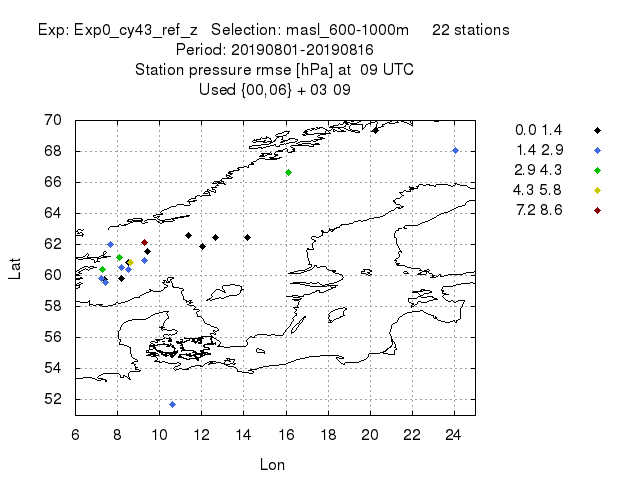 Exp: Exp0_cy43_ref_z   Selection: masl_600-1000m     22 stations
Period: 20190801-20190816
Station pressure rmse [hPa] at  09 UTC
Used {00,06} + 03 09
70
68
66
64
62
60
58
56
54
52
Lat
6 8 10 12 14 16 18 20 22 24
Lon
0.0 1.4
1.4 2.9
2.9 4.3
4.3 5.8
7.2 8.6